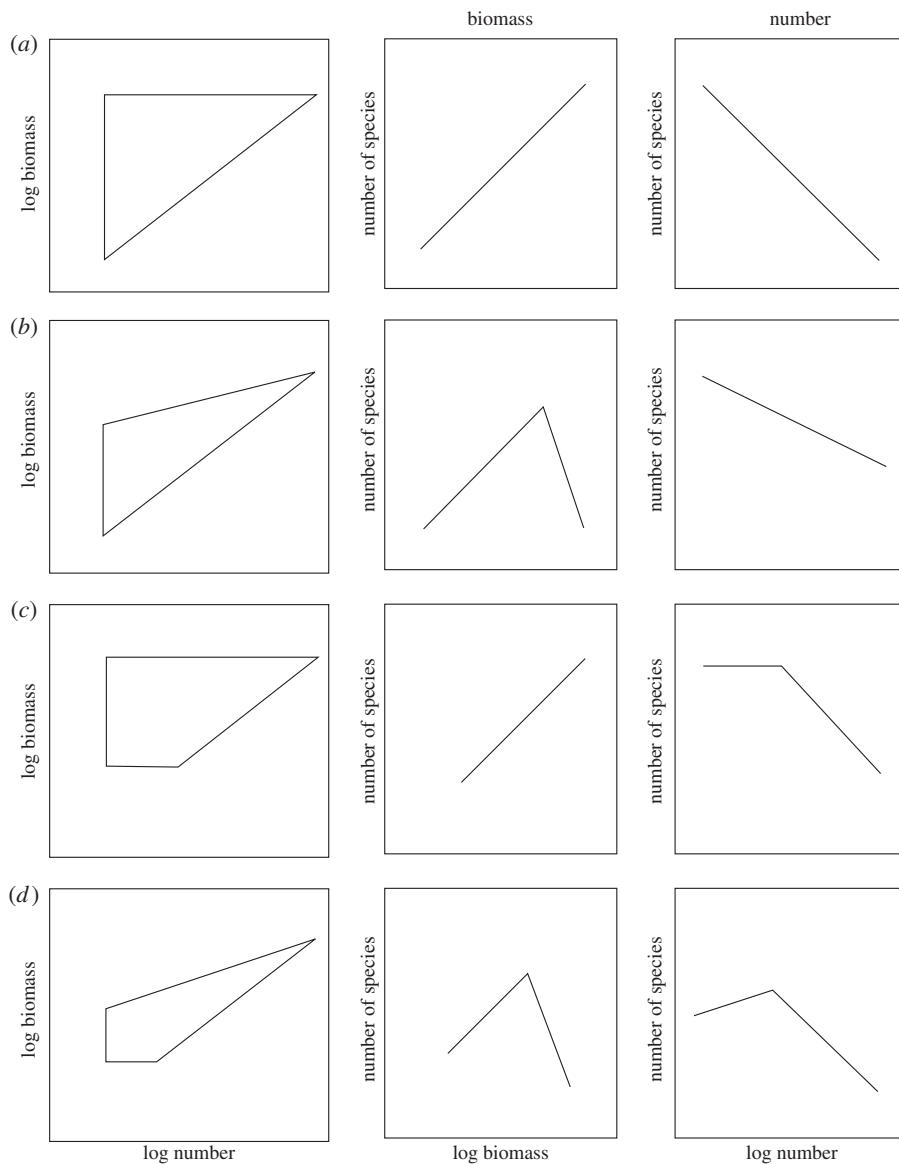 biomass
number
(a)
log biomass
number of species
number of species
(b)
log biomass
number of species
number of species
(c)
log biomass
number of species
number of species
(d)
log biomass
number of species
number of species
log number
log biomass
log number